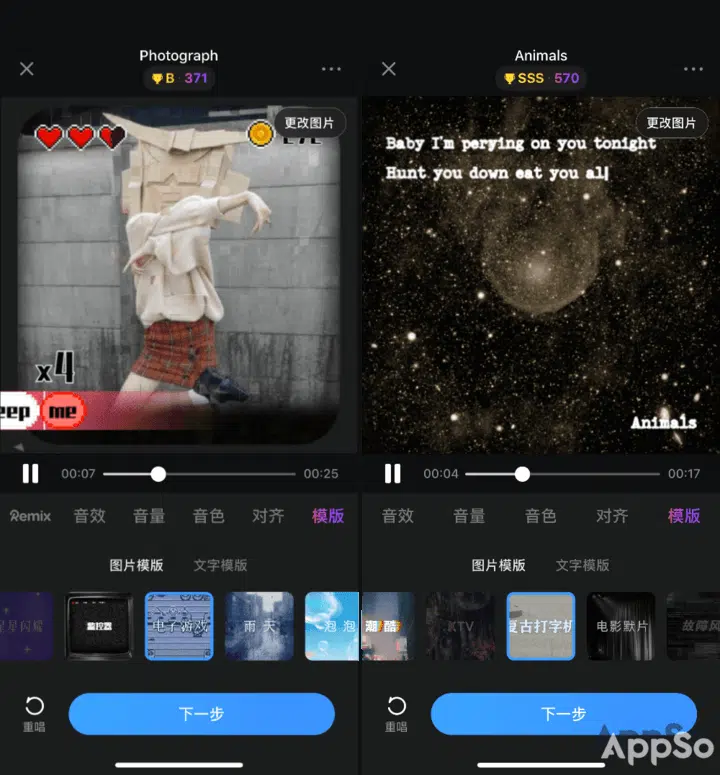 Photograph
B · 371
更改图片
x4
eep me
00:07
00:25
Remix 音效 音量 音色 对齐 模版
图片模版 文字模版
星星闪耀 监控器 电子游戏 雨天 泡泡
重唱
下一步
Animals
SSS · 570
更改图片
Baby I'm perying on you tonight
Hunt you down eat you al
Animals
00:04
00:17
音效 音量 音色 对齐 模版
图片模版 文字模版
潮酷 KTV 复古打字机 电影默片 故障风
重唱
下一步
AppSo